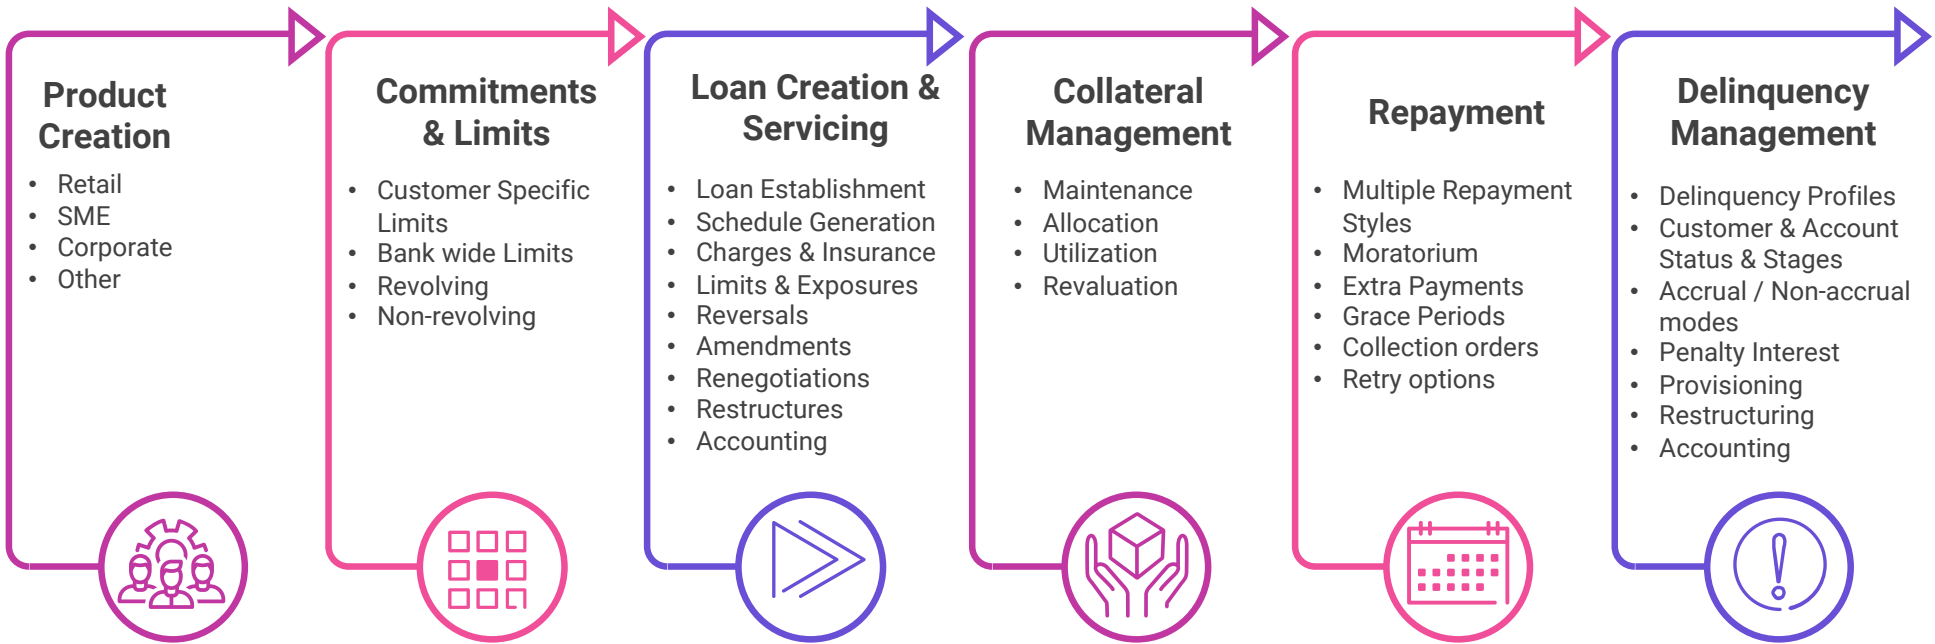 Product
Creation
• Retail
• SME
• Corporate
• Other
Commitments
& Limits
• Customer Specific
Limits
• Bank wide Limits
• Revolving
• Non-revolving
Loan Creation &
Servicing
• Loan Establishment
• Schedule Generation
• Charges & Insurance
• Limits & Exposures
• Reversals
• Amendments
• Renegotiations
• Restructures
• Accounting
Collateral
Management
• Maintenance
• Allocation
• Utilization
• Revaluation
Repayment
• Multiple Repayment
Styles
• Moratorium
• Extra Payments
• Grace Periods
• Collection orders
• Retry options
Delinquency
Management
• Delinquency Profiles
• Customer & Account
Status & Stages
• Accrual / Non-accrual
modes
• Penalty Interest
• Provisioning
• Restructuring
• Accounting